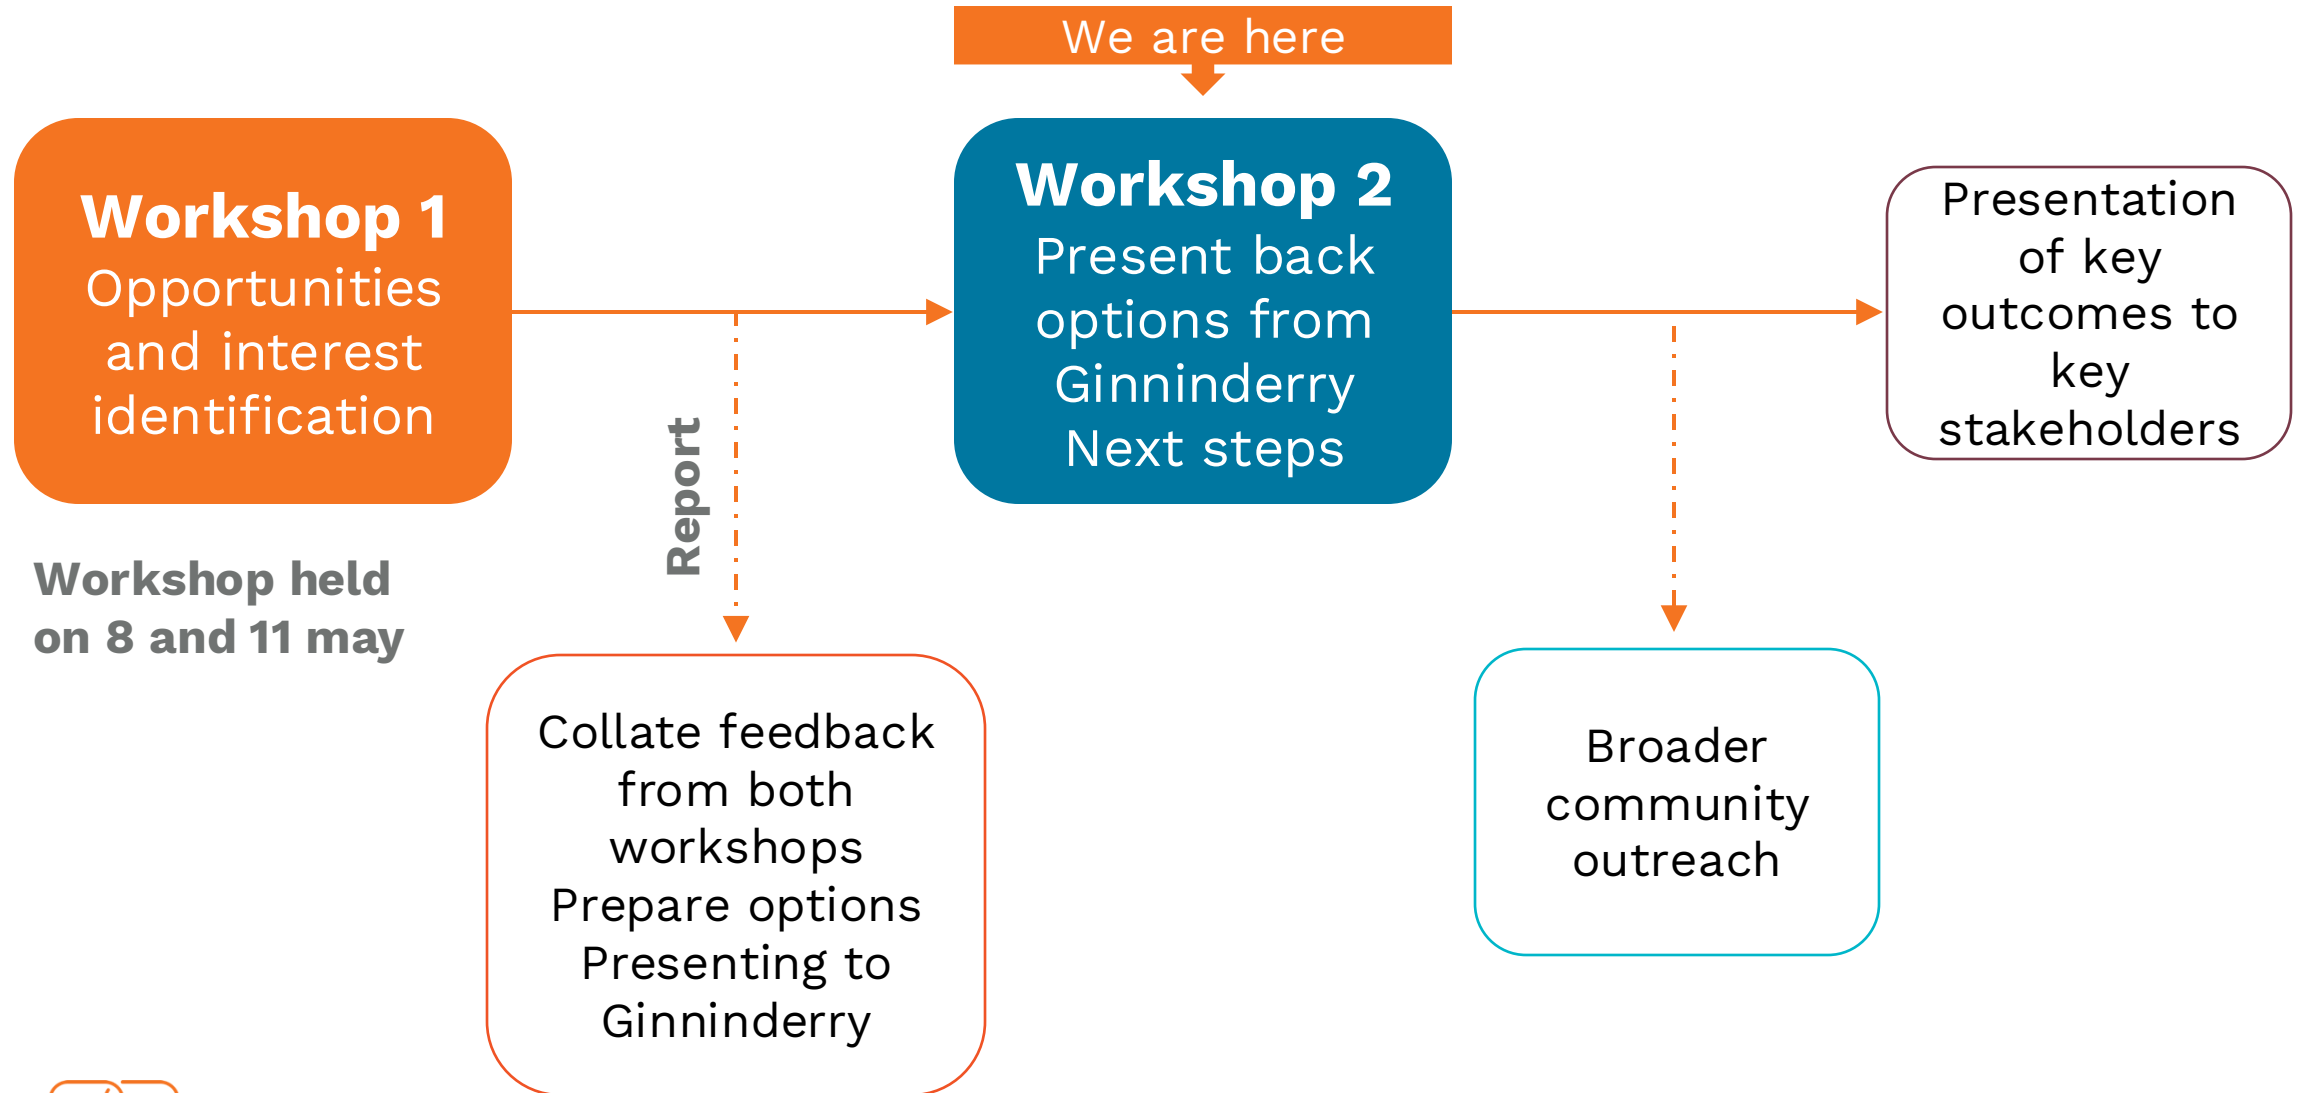 We are here
Workshop 1
Opportunities
and interest
identification
Workshop held
on 8 and 11 may
Report
Workshop 2
Present back
options from
Ginninderry
Next steps
Presentation
of key
outcomes to
key
stakeholders
Collate feedback
from both
workshops
Prepare options
Presenting to
Ginninderry
Broader
community
outreach